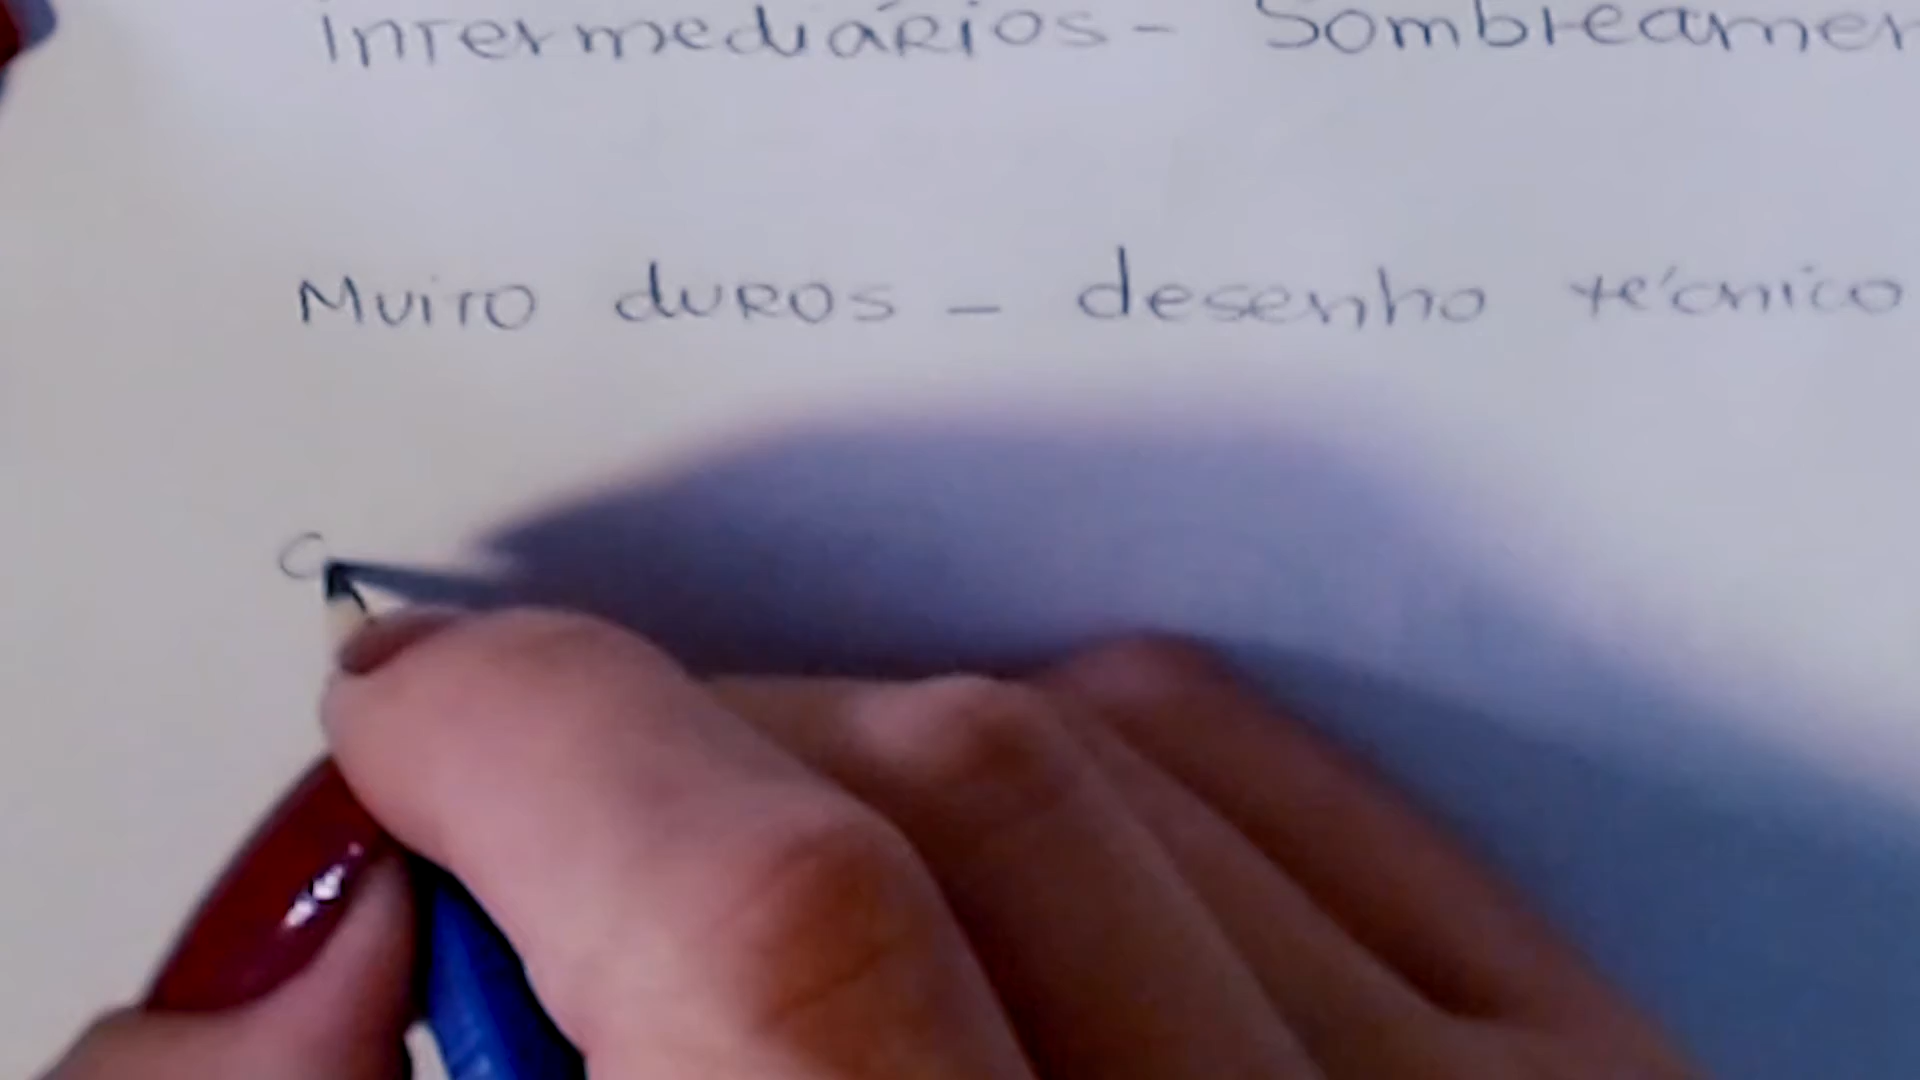 Intermediários - Sombreamen
Muito duros - desenho técnico